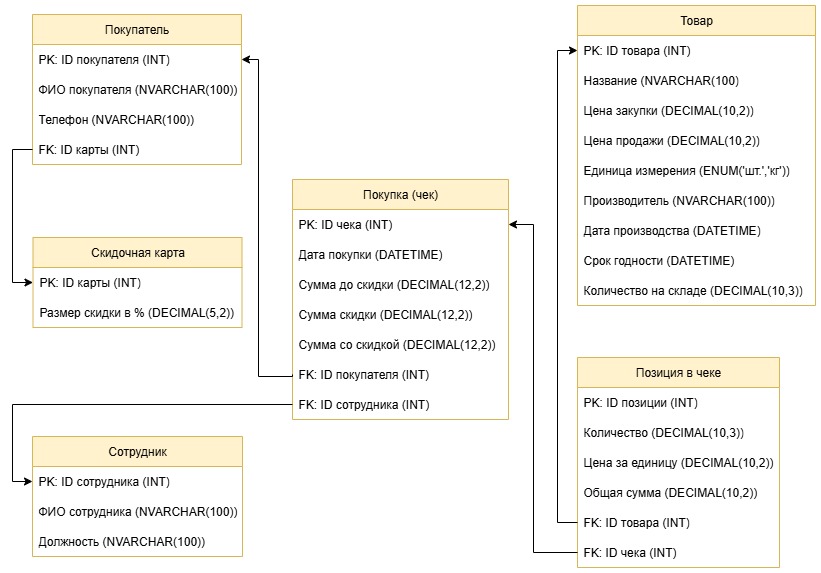 Покупатель
PK: ID покупателя (INT)
ФИО покупателя (NVARCHAR(100))
Телефон (NVARCHAR(100))
FK: ID карты (INT)
Скидочная карта
PK: ID карты (INT)
Размер скидки в % (DECIMAL(5,2))
Сотрудник
PK: ID сотрудника (INT)
ФИО сотрудника (NVARCHAR(100))
Должность (NVARCHAR(100))
Покупка (чек)
PK: ID чека (INT)
Дата покупки (DATETIME)
Сумма до скидки (DECIMAL(12,2))
Сумма скидки (DECIMAL(12,2))
Сумма со скидкой (DECIMAL(12,2))
FK: ID покупателя (INT)
FK: ID сотрудника (INT)
Товар
PK: ID товара (INT)
Название (NVARCHAR(100)
Цена закупки (DECIMAL(10,2))
Цена продажи (DECIMAL(10,2))
Единица измерения (ENUM('шт.','кг'))
Производитель (NVARCHAR(100))
Дата производства (DATETIME)
Срок годности (DATETIME)
Количество на складе (DECIMAL(10,3))
Позиция в чеке
PK: ID позиции (INT)
Количество (DECIMAL(10,3))
Цена за единицу (DECIMAL(10,2))
Общая сумма (DECIMAL(10,2))
FK: ID товара (INT)
FK: ID чека (INT)